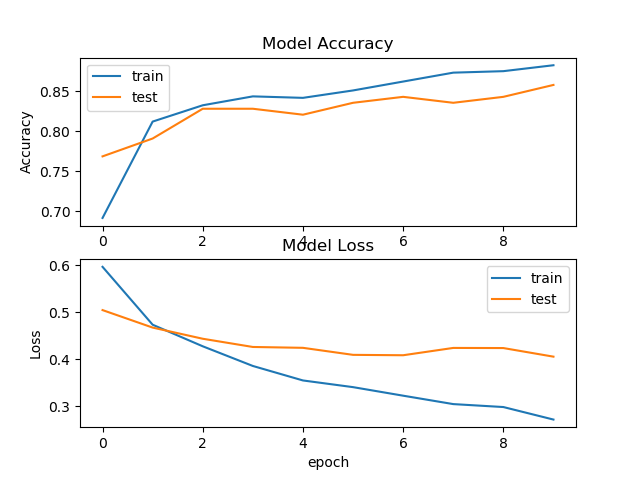 Model Accuracy
train
test
Accuracy
0.85
0.80
0.75
0.70
0 2 4 6 8
Model Loss
train
test
Loss
0.6
0.5
0.4
0.3
0 2 4 6 8
epoch